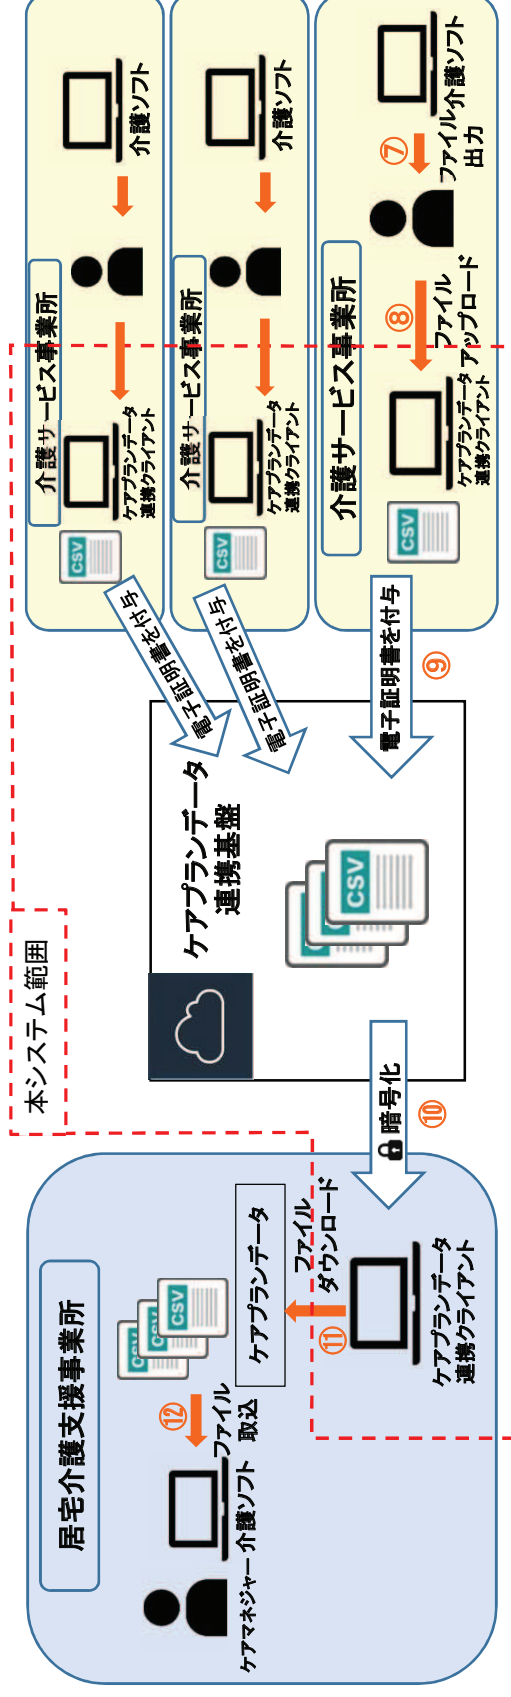 本システム範囲
居宅介護支援事業所
ケアマネジャー
介護ソフト
⑫
ファイル
取込
CSV
CSV
CSV
ケアプランデータ
⑪
ファイル
ダウンロード
ケアプランデータ
連携クライアント
暗号化
⑩
ケアプランデータ
連携基盤
CSV
CSV
CSV
電子証明書を付与
電子証明書を付与
電子証明書を付与
⑨
介護サービス事業所
CSV
ケアプランデータ
連携クライアント
介護ソフト
介護サービス事業所
CSV
ケアプランデータ
連携クライアント
介護ソフト
介護サービス事業所
CSV
ケアプランデータ
連携クライアント
⑧
ファイル
アップロード
⑦
ファイル
出力
介護ソフト